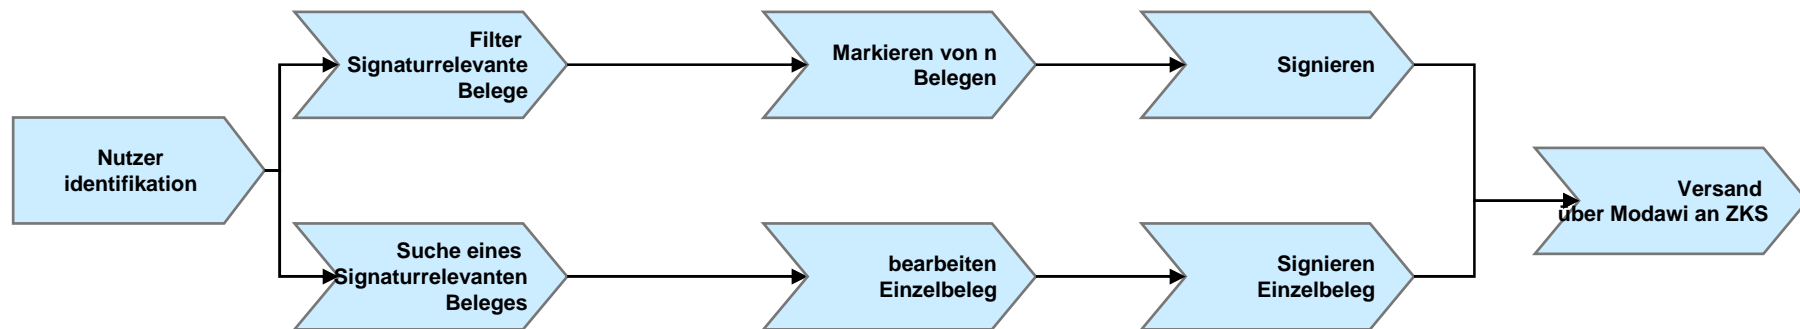 Nutzer
identifikation
Filter
Signaturrelevante
Belege
Markieren von n
Belegen
Signieren
Suche eines
Signaturrelevanten
Beleges
bearbeiten
Einzelbeleg
Signieren
Einzelbeleg
Versand
über Modawi an ZKS